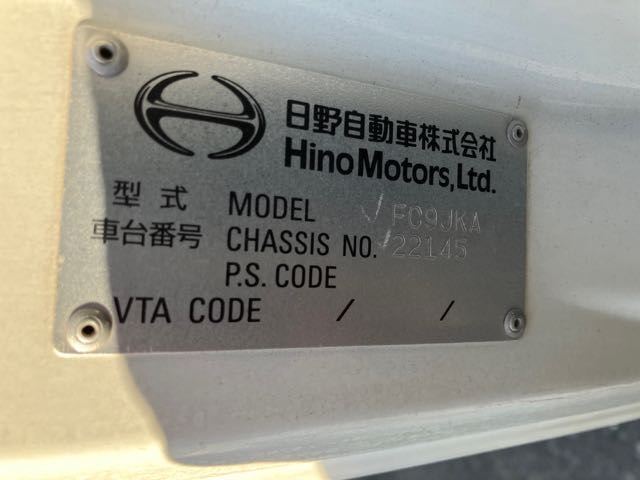 日野自動車株式会社
Hino Motors, Ltd.
型式 MODEL FC9JKA
車台番号 CHASSIS NO. 22145
P.S. CODE
VTA CODE / /